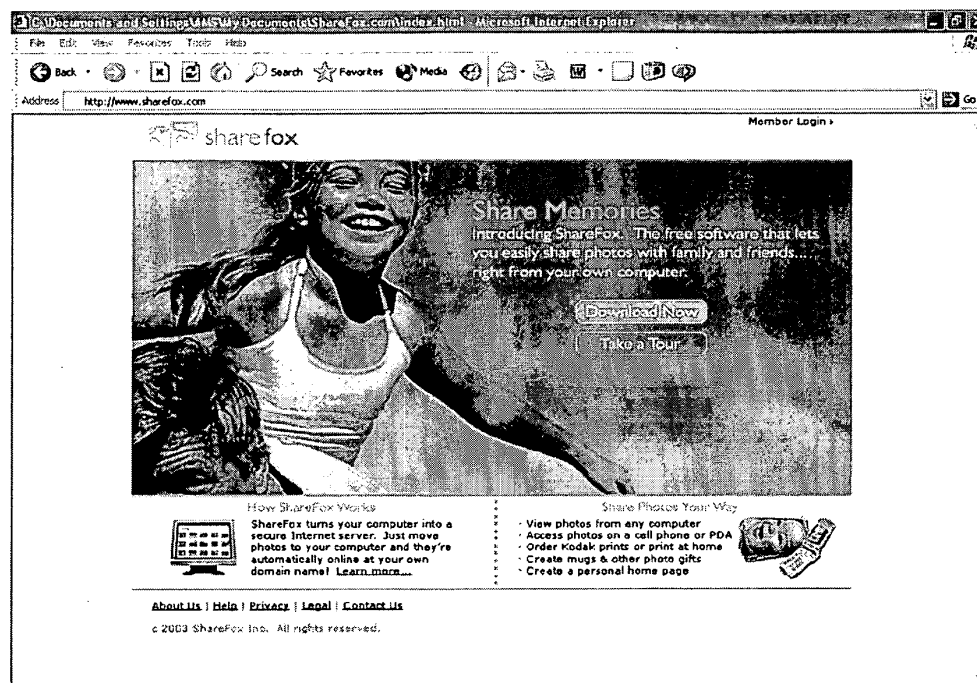 C:\Documents and Settings\AMS\My Documents\ShareFox.com\index.html - Microsoft Internet Explorer
File Edit View Favorites Tools Help
Back Search Favorites Media
Address http://www.sharefox.com Go
Member Login
sharefox
Share Memories
Introducing ShareFox. The free software that lets
you easily share photos with family and friends.....
right from your own computer.
Download Now
Take a Tour
How ShareFox Works
ShareFox turns your computer into a
secure Internet server. Just move
photos to your computer and they're
automatically online at your own
domain name! Learn more...
Share Photos Your Way
· View photos from any computer
· Access photos on a cell phone or PDA
· Order Kodak prints or print at home
· Create mugs & other photo gifts
· Create a personal home page
About Us | Help | Privacy | Legal | Contact Us
c 2003 ShareFox Inc. All rights reserved.